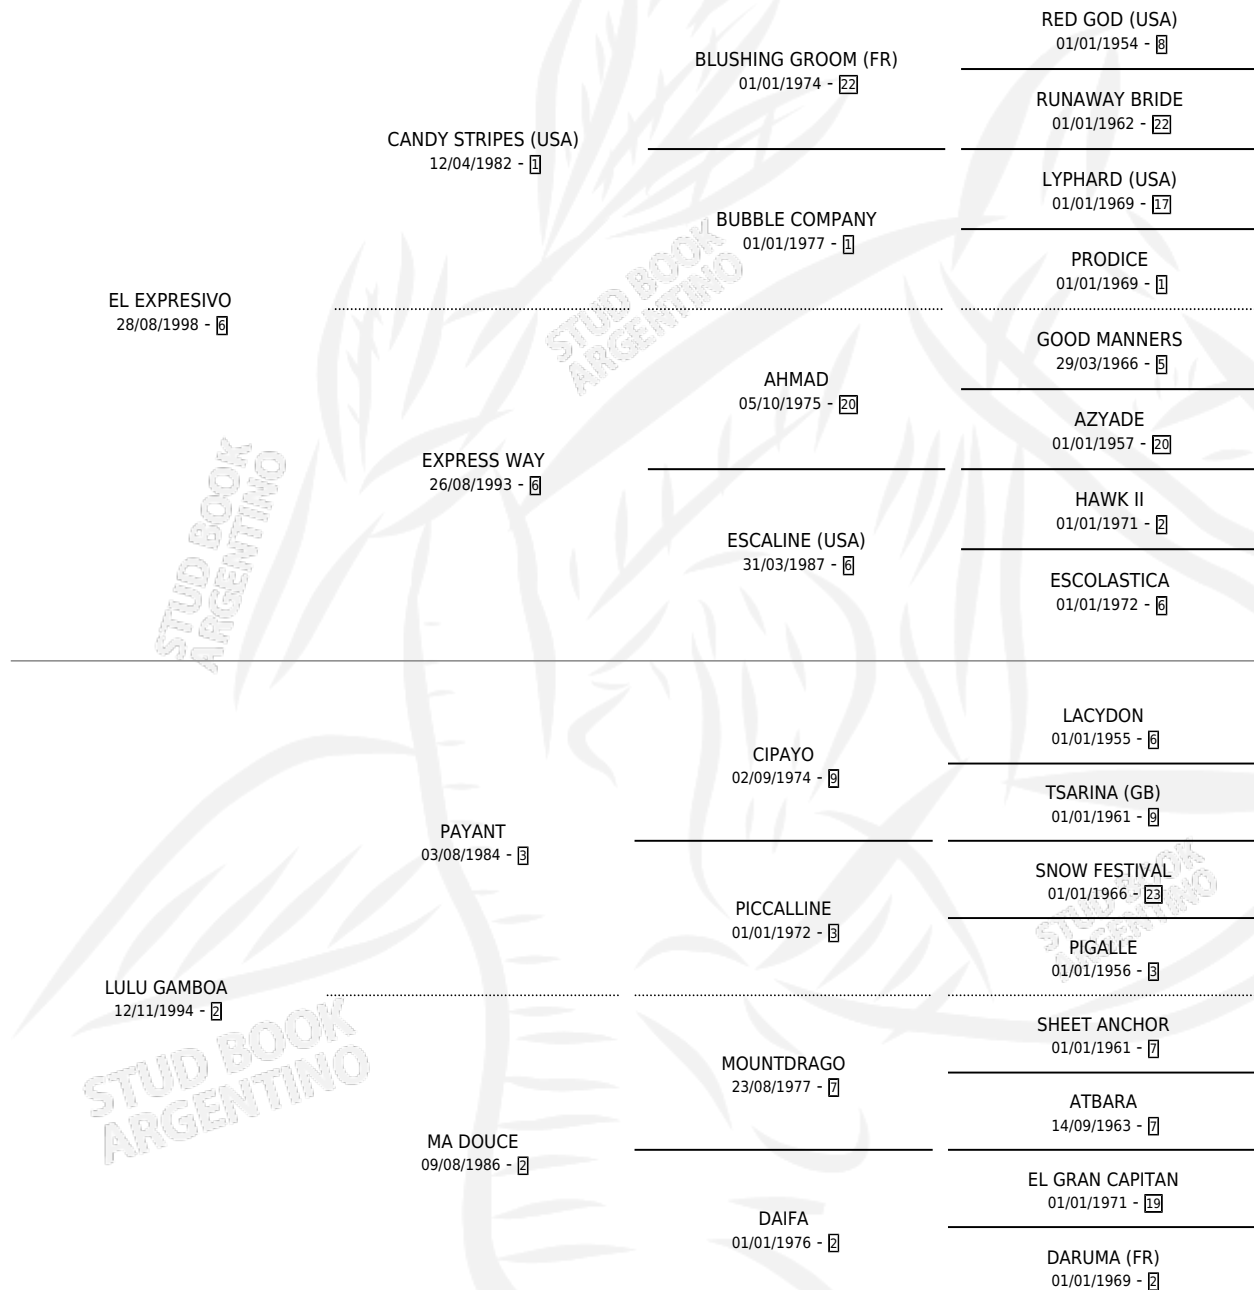 RED GOD (USA)
01/01/1954 - 8
BLUSHING GROOM (FR)
01/01/1974 - 22
RUNAWAY BRIDE
01/01/1962 - 22
CANDY STRIPES (USA)
12/04/1982 - 1
LYPHARD (USA)
01/01/1969 - 17
BUBBLE COMPANY
01/01/1977 - 1
PRODICE
01/01/1969 - 1
EL EXPRESIVO
28/08/1998 - 6
GOOD MANNERS
29/03/1966 - 5
AHMAD
05/10/1975 - 20
AZYADE
01/01/1957 - 20
EXPRESS WAY
26/08/1993 - 6
HAWK II
01/01/1971 - 2
ESCALINE (USA)
31/03/1987 - 6
ESCOLASTICA
01/01/1972 - 6
LACYDON
01/01/1955 - 6
CIPAYO
02/09/1974 - 9
TSARINA (GB)
01/01/1961 - 9
PAYANT
03/08/1984 - 3
SNOW FESTIVAL
01/01/1966 - 23
PICCALLINE
01/01/1972 - 3
PIGALLE
01/01/1956 - 3
LULU GAMBOA
12/11/1994 - 2
SHEET ANCHOR
01/01/1961 - 7
MOUNTDRAGO
23/08/1977 - 7
ATBARA
14/09/1963 - 7
MA DOUCE
09/08/1986 - 2
EL GRAN CAPITAN
01/01/1971 - 19
DAIFA
01/01/1976 - 2
DARUMA (FR)
01/01/1969 - 2
STUD BOOK
ARGENTINO
STUD BOOK
ARGENTINO
STUD BOOK
ARGENTINO
STUD BOOK
ARGENTINO